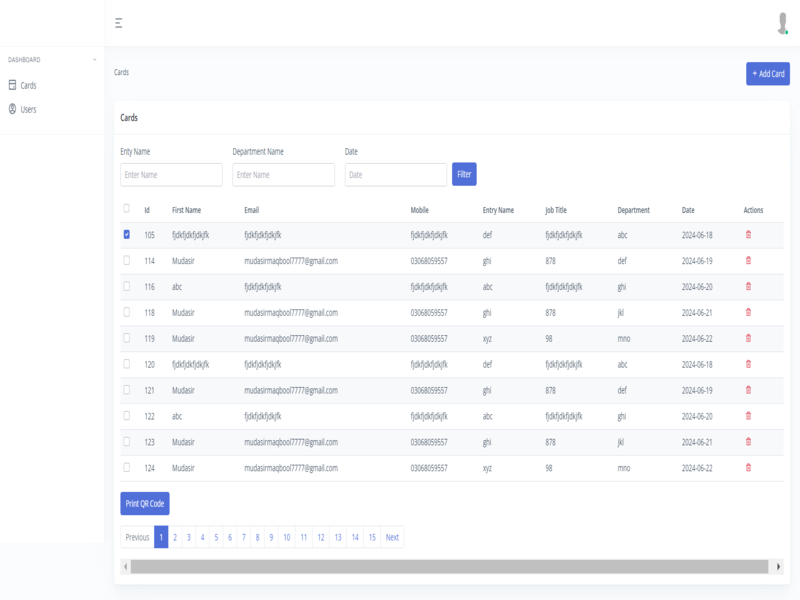 DASHBOARD
Cards
Users
Cards
+ Add Card
Cards
Enty Name Department Name Date
Enter Name Enter Name Date Filter
Id First Name Email Mobile Entry Name Job Title Department Date Actions
105 fjdkfjdkfjdkjfk fjdkfjdkfjdkjfk fjdkfjdkfjdkjfk def fjdkfjdkfjdkjfk abc 2024-06-18
114 Mudasir mudasirmaqbool7777@gmail.com 03068059557 ghi 878 def 2024-06-19
116 abc fjdkfjdkfjdkjfk fjdkfjdkfjdkjfk abc fjdkfjdkfjdkjfk ghi 2024-06-20
118 Mudasir mudasirmaqbool7777@gmail.com 03068059557 ghi 878 jkl 2024-06-21
119 Mudasir mudasirmaqbool7777@gmail.com 03068059557 xyz 98 mno 2024-06-22
120 fjdkfjdkfjdkjfk fjdkfjdkfjdkjfk fjdkfjdkfjdkjfk def fjdkfjdkfjdkjfk abc 2024-06-18
121 Mudasir mudasirmaqbool7777@gmail.com 03068059557 ghi 878 def 2024-06-19
122 abc fjdkfjdkfjdkjfk fjdkfjdkfjdkjfk abc fjdkfjdkfjdkjfk ghi 2024-06-20
123 Mudasir mudasirmaqbool7777@gmail.com 03068059557 ghi 878 jkl 2024-06-21
124 Mudasir mudasirmaqbool7777@gmail.com 03068059557 xyz 98 mno 2024-06-22
Print QR Code
Previous 1 2 3 4 5 6 7 8 9 10 11 12 13 14 15 Next